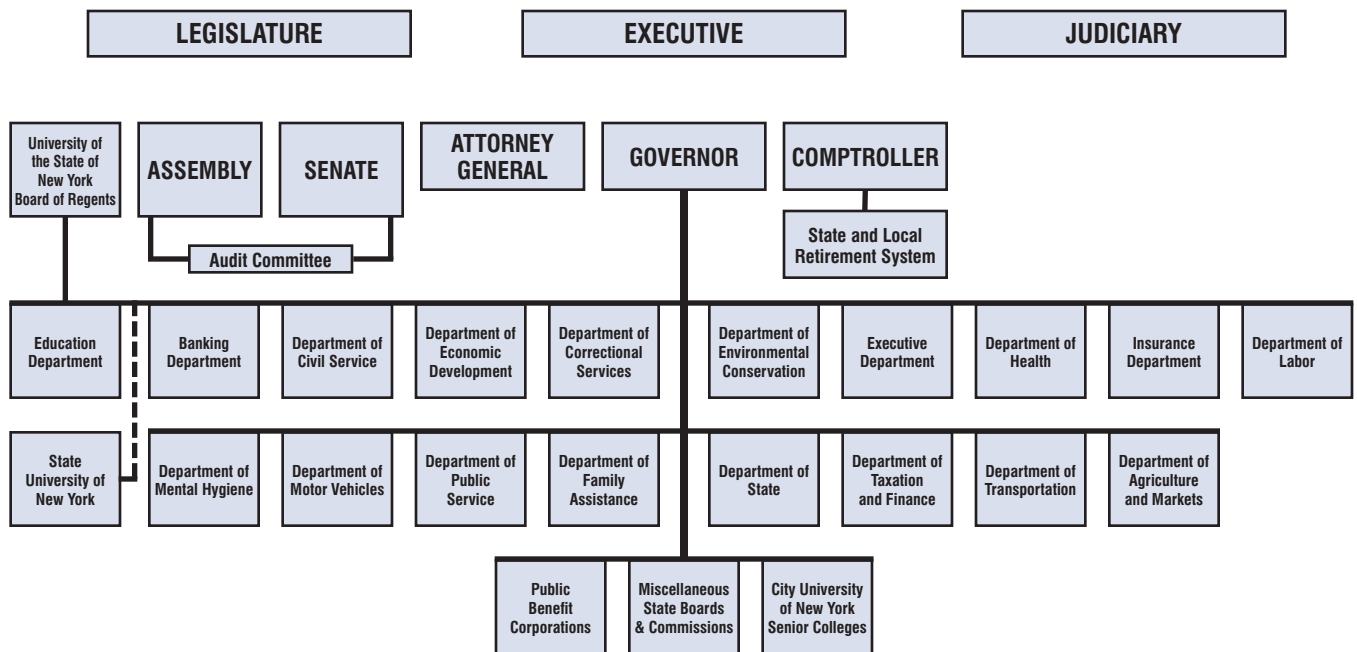 LEGISLATURE
EXECUTIVE
JUDICIARY
University of
the State of
New York
Board of Regents
ASSEMBLY
SENATE
ATTORNEY
GENERAL
GOVERNOR
COMPTROLLER
Audit Committee
State and Local
Retirement System
Education
Department
Banking
Department
Department of
Civil Service
Department of
Economic
Development
Department of
Correctional
Services
Department of
Environmental
Conservation
Executive
Department
Department of
Health
Insurance
Department
Department of
Labor
State
University of
New York
Department of
Mental Hygiene
Department of
Motor Vehicles
Department of
Public
Service
Department of
Family
Assistance
Department of
State
Department of
Taxation
and Finance
Department of
Transportation
Department of
Agriculture
and Markets
Public
Benefit
Corporations
Miscellaneous
State Boards
& Commissions
City University
of New York
Senior Colleges